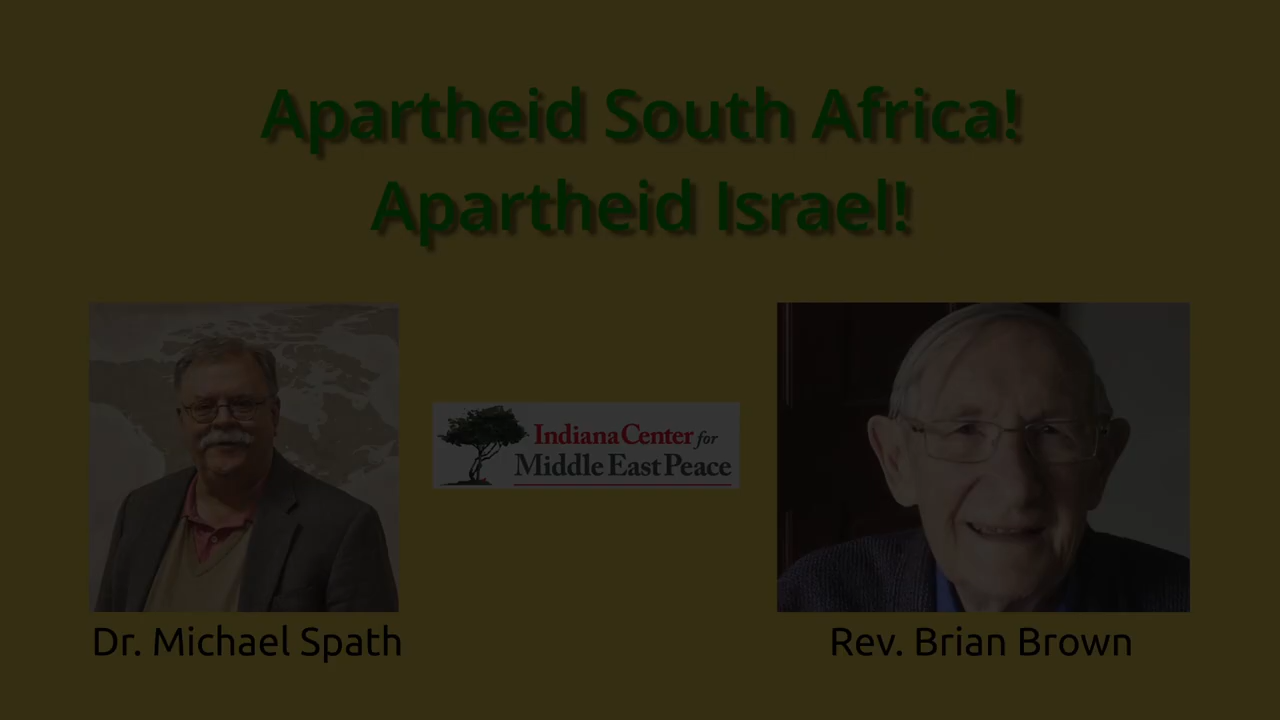 Apartheid South Africa!
Apartheid Israel!
Indiana Center for
Middle East Peace
Dr. Michael Spath
Rev. Brian Brown